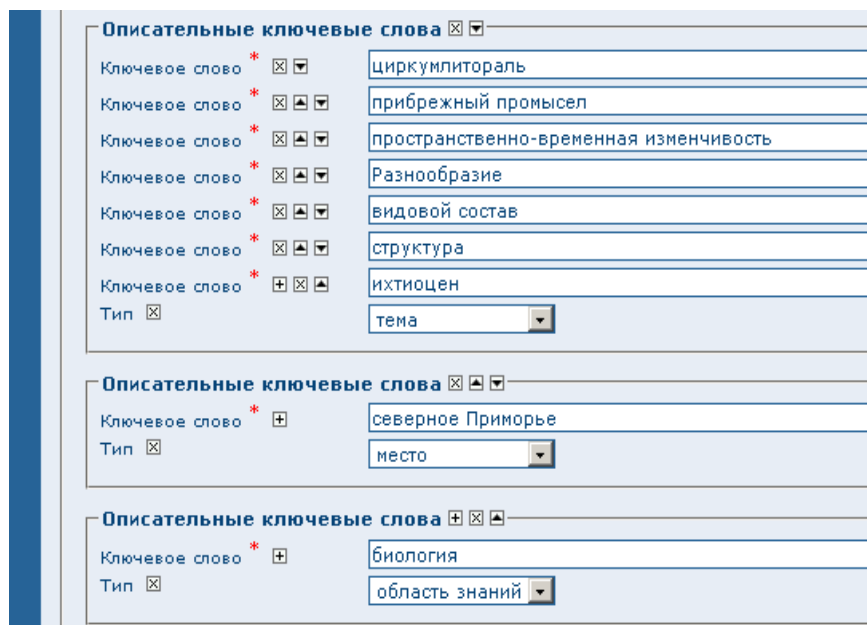 Описательные ключевые слова
Ключевое слово * циркумлитораль
Ключевое слово * прибрежный промысел
Ключевое слово * пространственно-временная изменчивость
Ключевое слово * Разнообразие
Ключевое слово * видовой состав
Ключевое слово * структура
Ключевое слово * ихтиоцен
Тип тема
Описательные ключевые слова
Ключевое слово * северное Приморье
Тип место
Описательные ключевые слова
Ключевое слово * биология
Тип область знаний